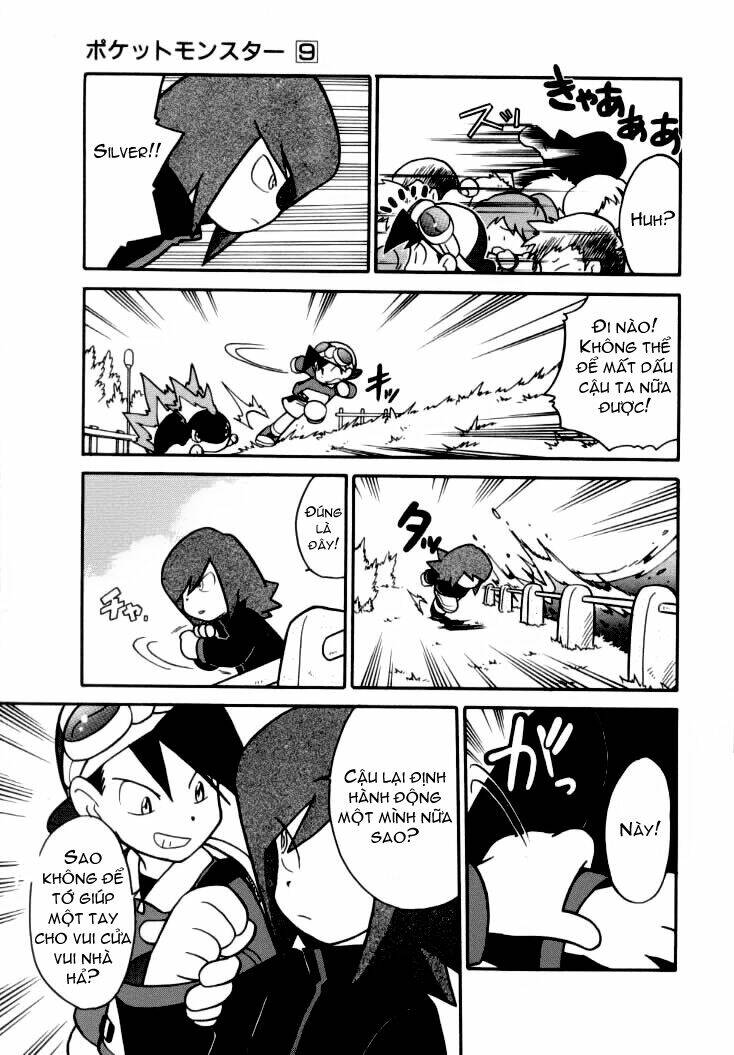 ポケットモンスター 9
きゃあ
ぁぁ
ズッ
HUH?
SILVER!!
ĐI NÀO!
KHÔNG THỂ
ĐỂ MẤT DẤU
CẬU TA NỮA
ĐƯỢC!
キッ
タッ
ĐÚNG
LÀ
ĐÂY!
チャ
NÀY!
ガッ
CẬU LẠI ĐỊNH
HÀNH ĐỘNG
MỘT MÌNH NỮA
SAO?
SAO
KHÔNG ĐỂ
TỚ GIÚP
MỘT TAY
CHO VUI CỬA
VUI NHÀ
HẢ?